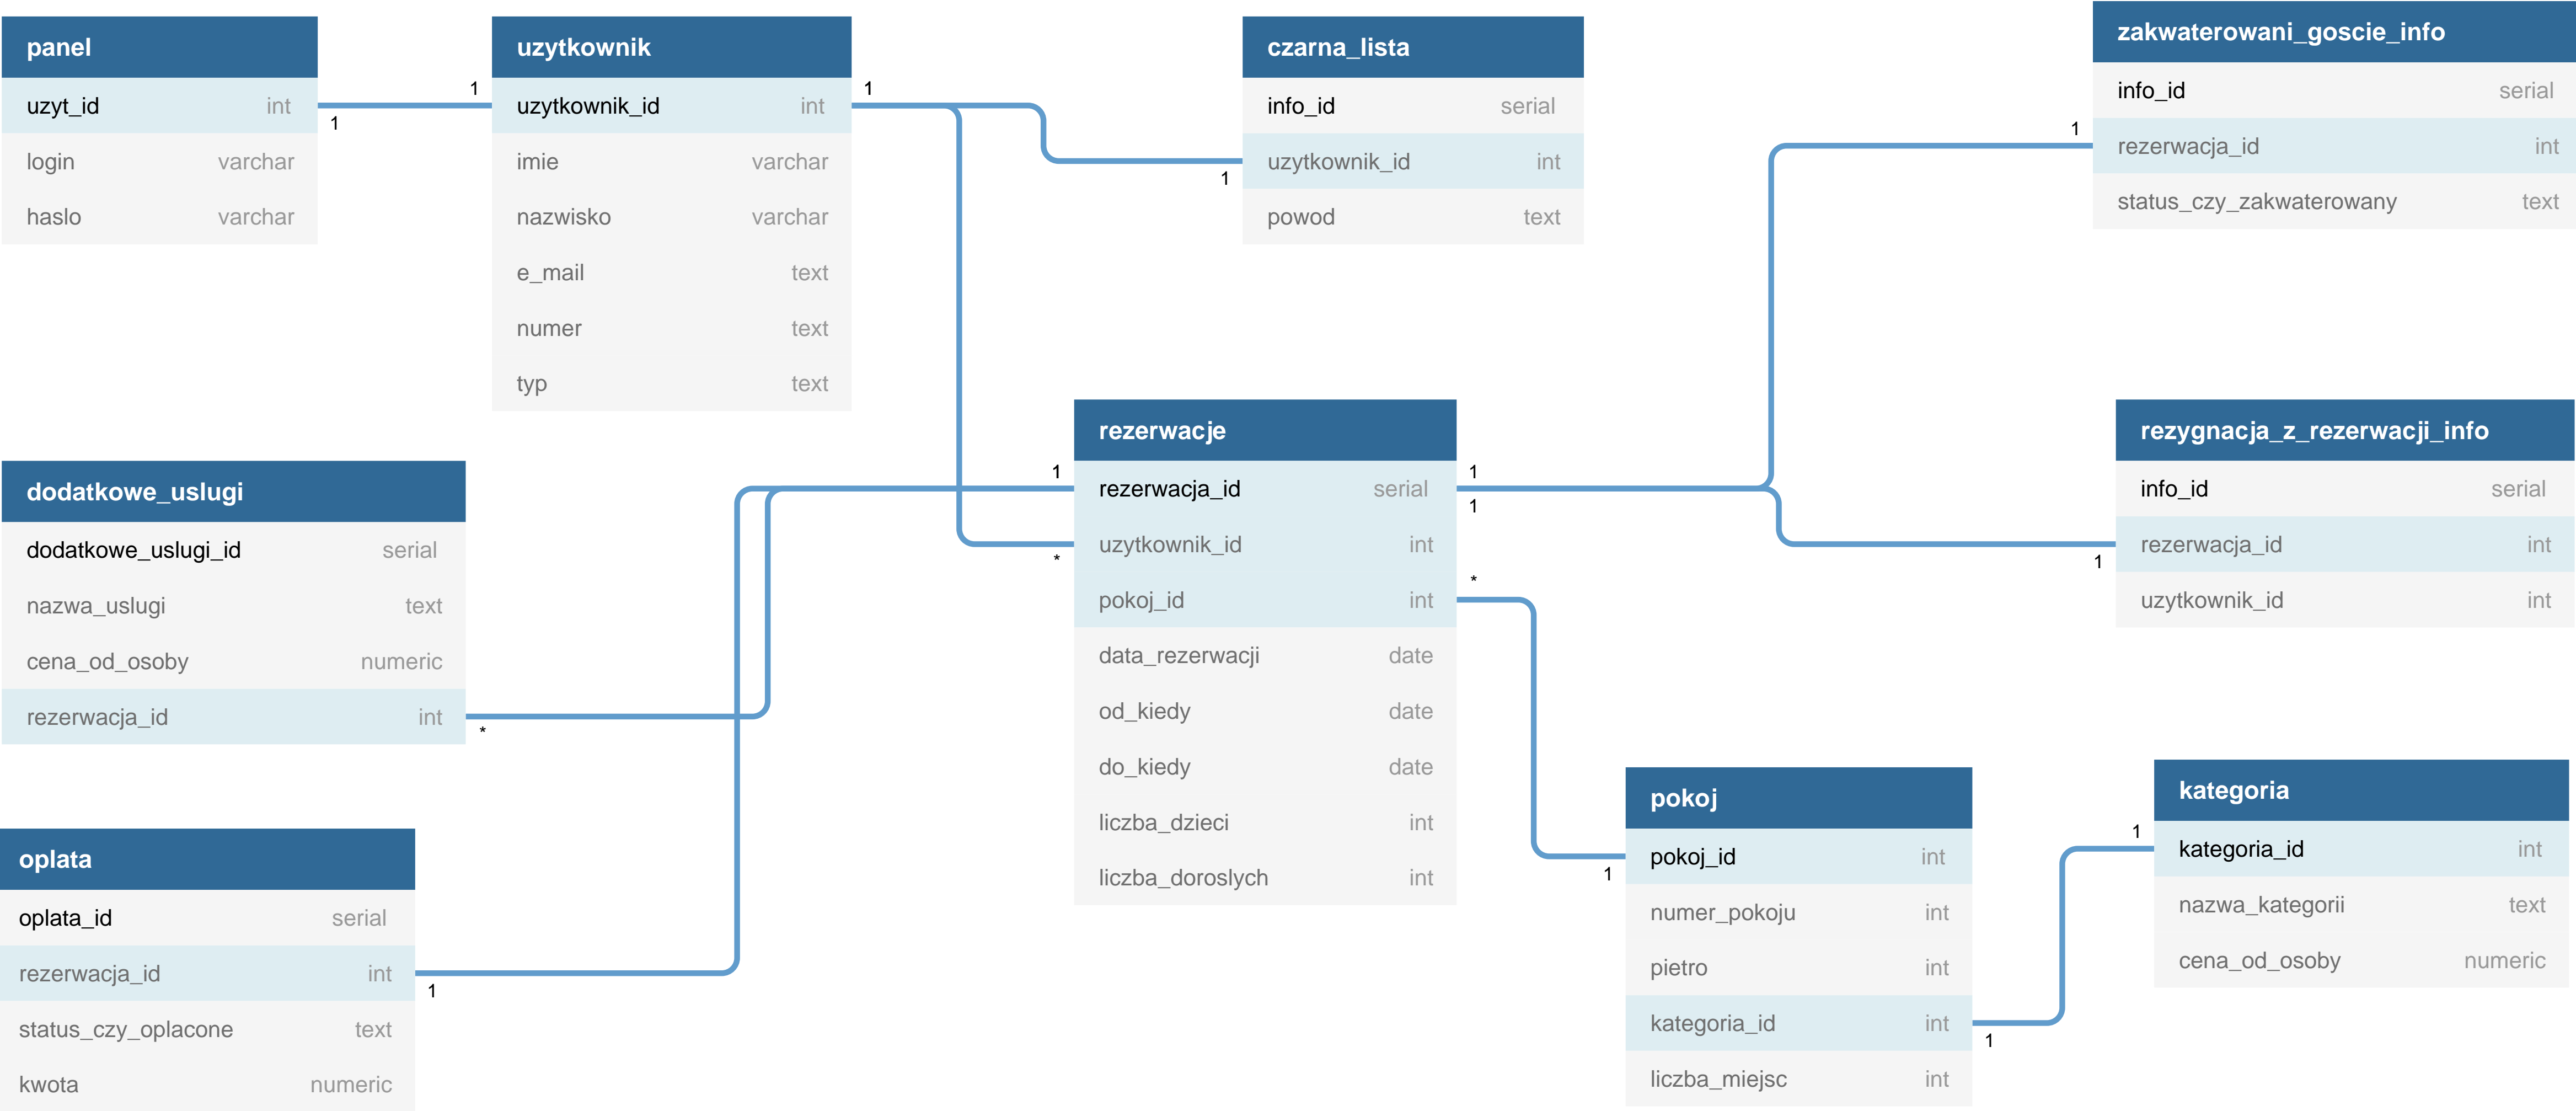 panel
uzyt_id int
login varchar
haslo varchar
1
1
uzytkownik
uzytkownik_id int
imie varchar
nazwisko varchar
e_mail text
numer text
typ text
1
1
czarna_lista
info_id serial
uzytkownik_id int
powod text
zakwaterowani_goscie_info
info_id serial
rezerwacja_id int
status_czy_zakwaterowany text
1
dodatkowe_uslugi
dodatkowe_uslugi_id serial
nazwa_uslugi text
cena_od_osoby numeric
rezerwacja_id int
*
1
*
rezerwacje
rezerwacja_id serial
uzytkownik_id int
pokoj_id int
data_rezerwacji date
od_kiedy date
do_kiedy date
liczba_dzieci int
liczba_doroslych int
1
1
*
rezygnacja_z_rezerwacji_info
info_id serial
rezerwacja_id int
uzytkownik_id int
1
oplata
oplata_id serial
rezerwacja_id int
status_czy_oplacone text
kwota numeric
1
pokoj
pokoj_id int
numer_pokoju int
pietro int
kategoria_id int
liczba_miejsc int
1
1
kategoria
kategoria_id int
nazwa_kategorii text
cena_od_osoby numeric
1